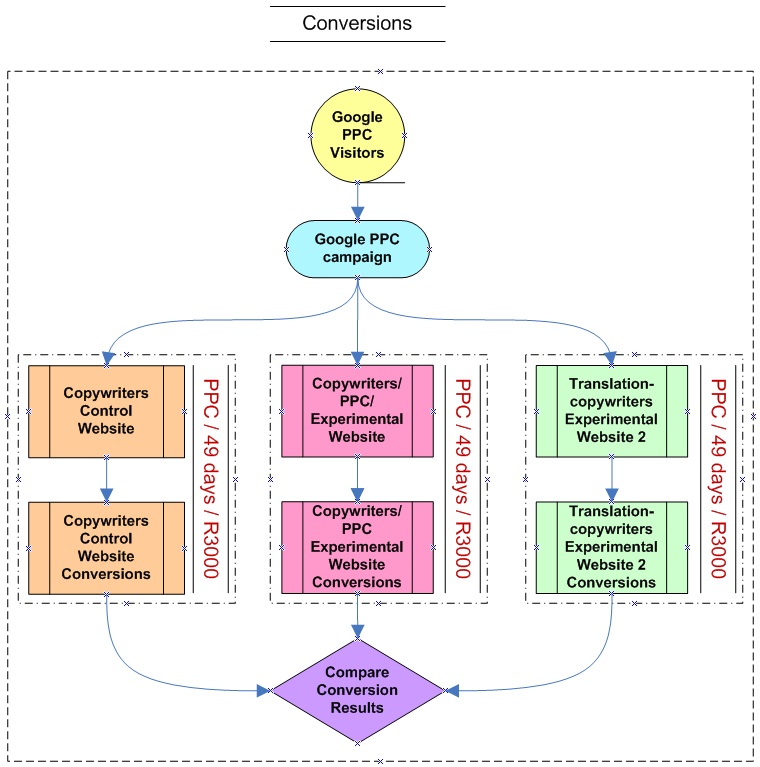 Conversions
Google
PPC
Visitors
Google PPC
campaign
Copywriters
Control
Website
PPC / 49 days / R3000
Copywriters/
PPC/
Experimental
Website
PPC / 49 days / R3000
Translation-
copywriters
Experimental
Website 2
PPC / 49 days / R3000
Copywriters
Control
Website
Conversions
Copywriters/
PPC
Experimental
Website
Conversions
Translation-
copywriters
Experimental
Website 2
Conversions
Compare
Conversion
Results